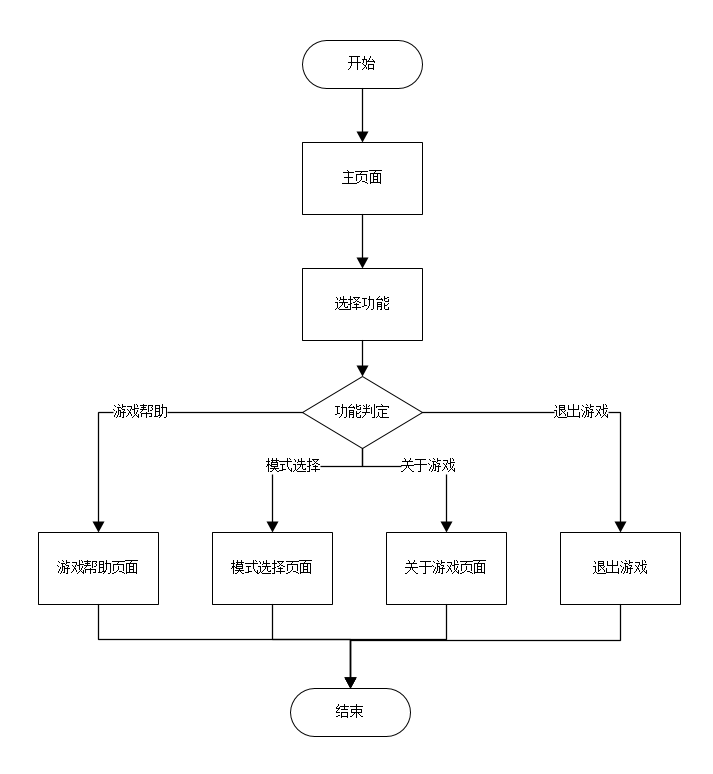 开始
主页面
选择功能
功能判定
游戏帮助
退出游戏
模式选择
关于游戏
游戏帮助页面
模式选择页面
关于游戏页面
退出游戏
结束